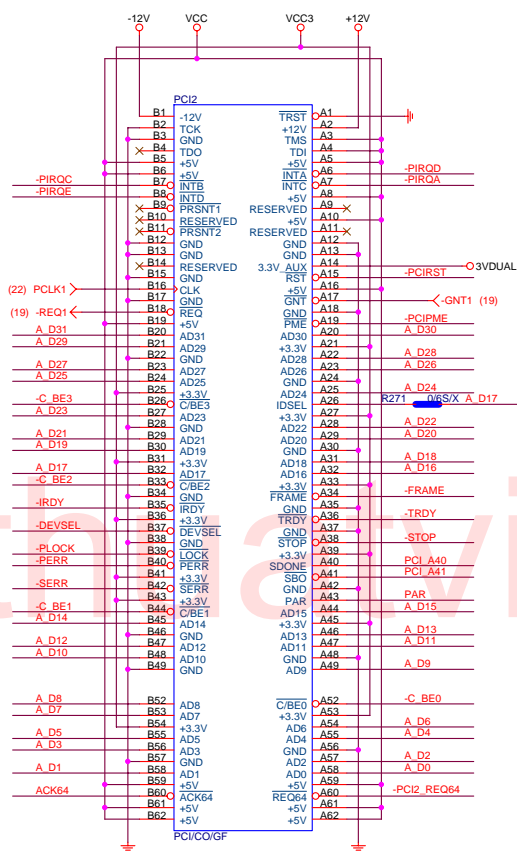 -12V VCC VCC3 +12V
PCI2
B1 -12V TRST A1
B2 TCK +12V A2
B3 GND TMS A3
B4 TDO TDI A4
B5 +5V +5V A5
B6 +5V INTA A6 -PIRQD
-PIRQC B7 INTB INTC A7 -PIRQA
-PIRQE B8 INTD +5V A8
B9 PRSNT1 RESERVED A9
B10 RESERVED +5V A10
B11 PRSNT2 RESERVED A11
B12 GND GND A12
B13 GND GND A13
B14 RESERVED 3.3V_AUX A14 3VDUAL
B15 GND RST A15 -PCIRST
(22) PCLK1 B16 CLK +5V A16
B17 GND GNT A17 -GNT1 (19)
(19) -REQ1 B18 REQ GND A18
B19 +5V PME A19 -PCIPME
A_D31 B20 AD31 AD30 A20 A_D30
A_D29 B21 AD29 +3.3V A21
B22 GND AD28 A22 A_D28
A_D27 B23 AD27 AD26 A23 A_D26
A_D25 B24 AD25 GND A24
B25 +3.3V AD24 A25 A_D24
-C_BE3 B26 C/BE3 IDSEL A26 R271 0/6S/X A_D17
A_D23 B27 AD23 +3.3V A27
B28 GND AD22 A28 A_D22
A_D21 B29 AD21 AD20 A29 A_D20
A_D19 B30 AD19 GND A30
B31 +3.3V AD18 A31 A_D18
A_D17 B32 AD17 AD16 A32 A_D16
-C_BE2 B33 C/BE2 +3.3V A33
B34 GND FRAME A34 -FRAME
-IRDY B35 IRDY GND A35
B36 +3.3V TRDY A36 -TRDY
-DEVSEL B37 DEVSEL GND A37
B38 GND STOP A38 -STOP
-PLOCK B39 LOCK +3.3V A39
-PERR B40 PERR SDONE A40 PCI_A40
B41 +3.3V SBO A41 PCI_A41
-SERR B42 SERR GND A42
B43 +3.3V PAR A43 PAR
-C_BE1 B44 C/BE1 AD15 A44 A_D15
A_D14 B45 AD14 +3.3V A45
B46 GND AD13 A46 A_D13
A_D12 B47 AD12 AD11 A47 A_D11
A_D10 B48 AD10 GND A48
B49 GND AD9 A49 A_D9
A_D8 B52 AD8 C/BE0 A52 -C_BE0
A_D7 B53 AD7 +3.3V A53
B54 +3.3V AD6 A54 A_D6
A_D5 B55 AD5 AD4 A55 A_D4
A_D3 B56 AD3 GND A56
B57 GND AD2 A57 A_D2
A_D1 B58 AD1 AD0 A58 A_D0
B59 +5V +5V A59
ACK64 B60 ACK64 REQ64 A60 -PCI2_REQ64
B61 +5V +5V A61
B62 +5V +5V A62
PCI/CO/GF
thuatvi